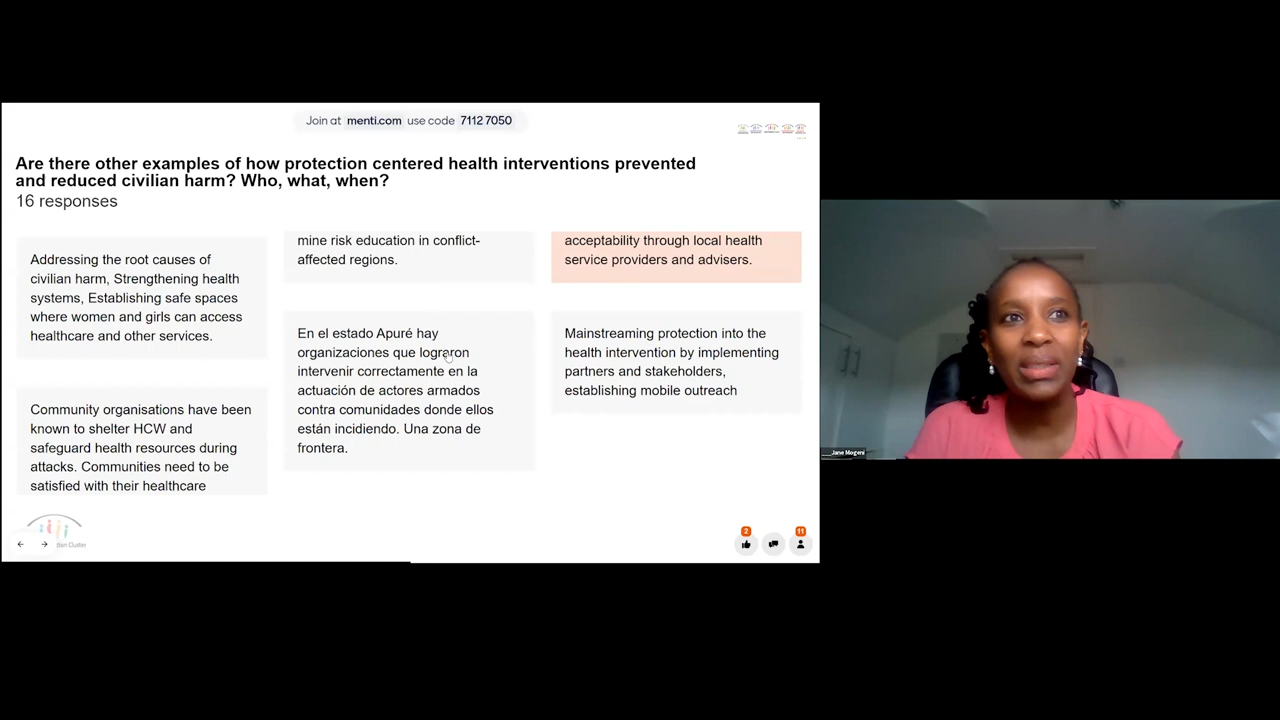 Join at menti.com use code 7112 7050
Are there other examples of how protection centered health interventions prevented
and reduced civilian harm? Who, what, when?
16 responses
Addressing the root causes of
civilian harm, Strengthening health
systems, Establishing safe spaces
where women and girls can access
healthcare and other services.
Community organisations have been
known to shelter HCW and
safeguard health resources during
attacks. Communities need to be
satisfied with their healthcare
mine risk education in conflict-
affected regions.
En el estado Apuré hay
organizaciones que lograron
intervenir correctamente en la
actuación de actores armados
contra comunidades donde ellos
están incidiendo. Una zona de
frontera.
acceptability through local health
service providers and advisers.
Mainstreaming protection into the
health intervention by implementing
partners and stakeholders,
establishing mobile outreach
Cluster
2
11
Jane Mogeni